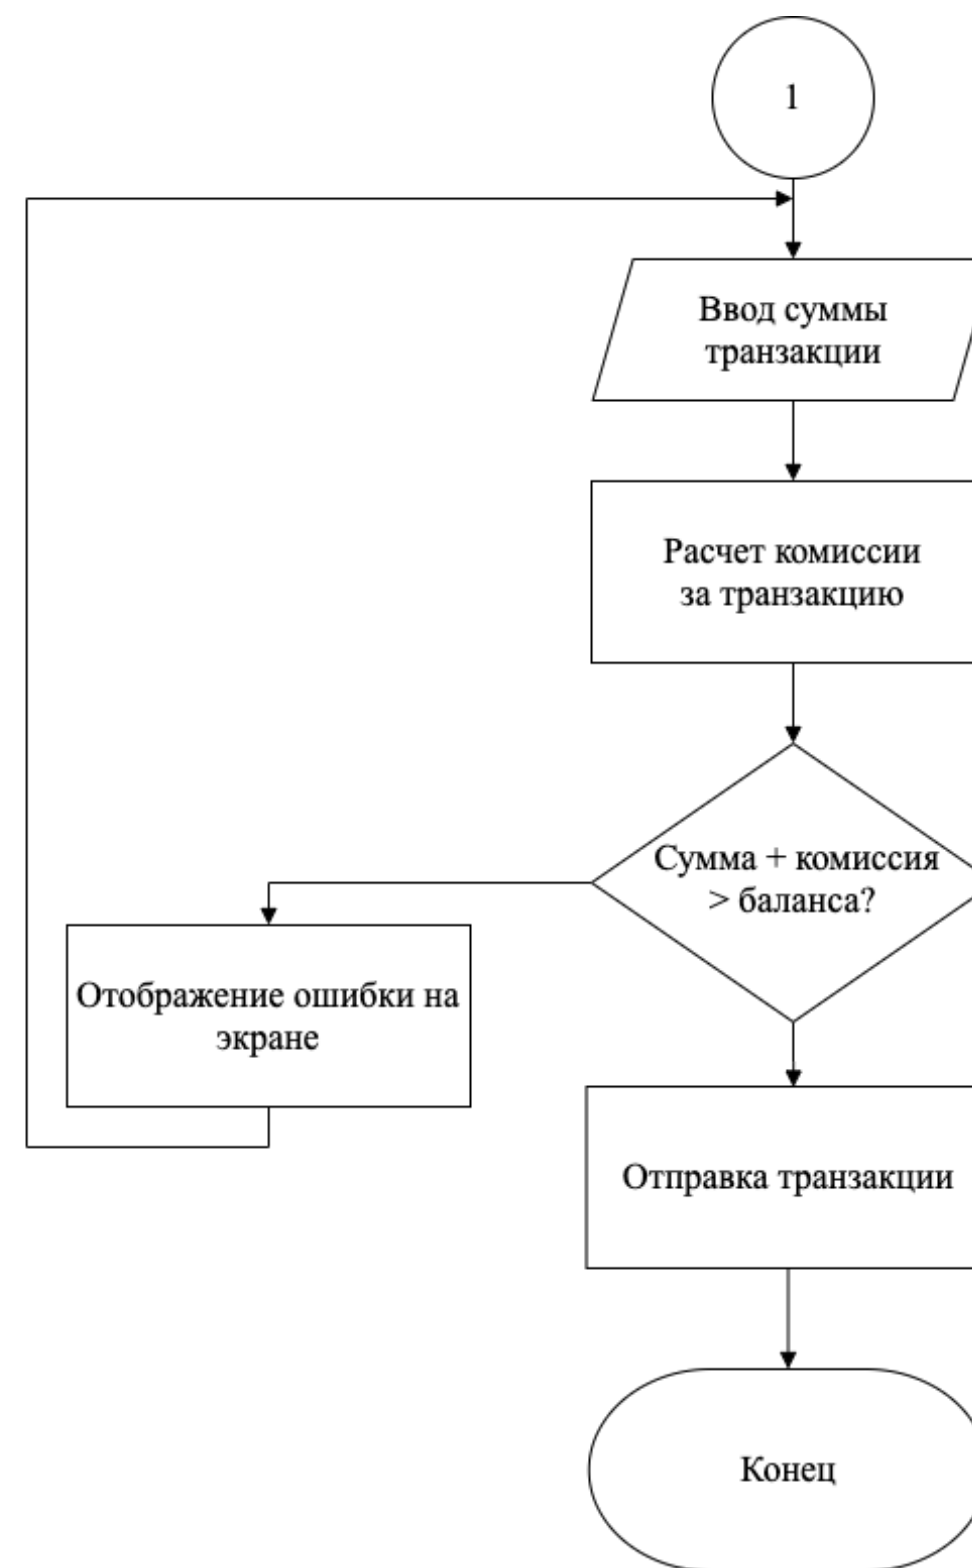 1
Ввод суммы
транзакции
Расчет комиссии
за транзакцию
Сумма + комиссия
> баланса?
Отображение ошибки на
экране
Отправка транзакции
Конец